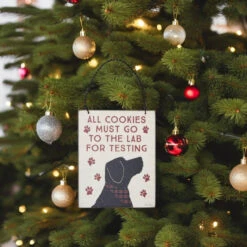 ALL COOKIES
MUST GO
TO THE LAB
FOR TESTING